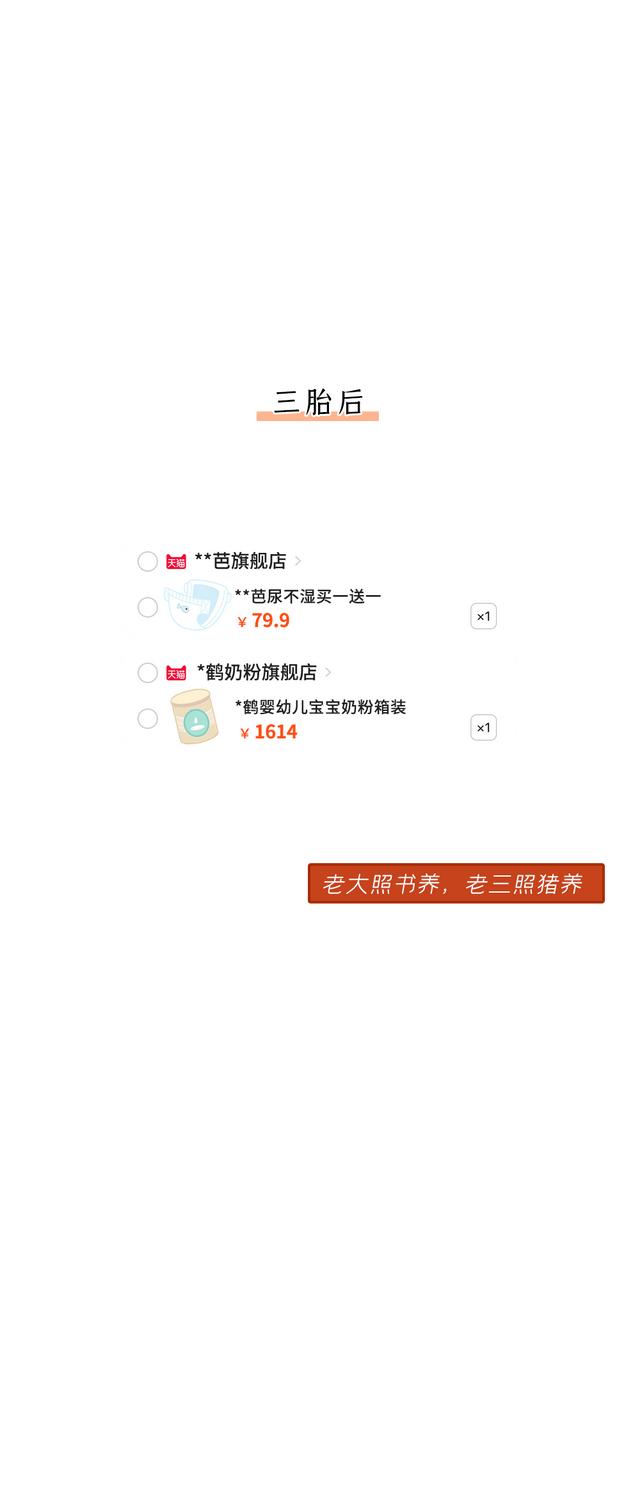 三胎后
天猫 **芭旗舰店
**芭尿不湿买一送一
¥ 79.9
×1
天猫 *鹤奶粉旗舰店
*鹤婴幼儿宝宝奶粉箱装
¥ 1614
×1
老大照书养，老三照猪养